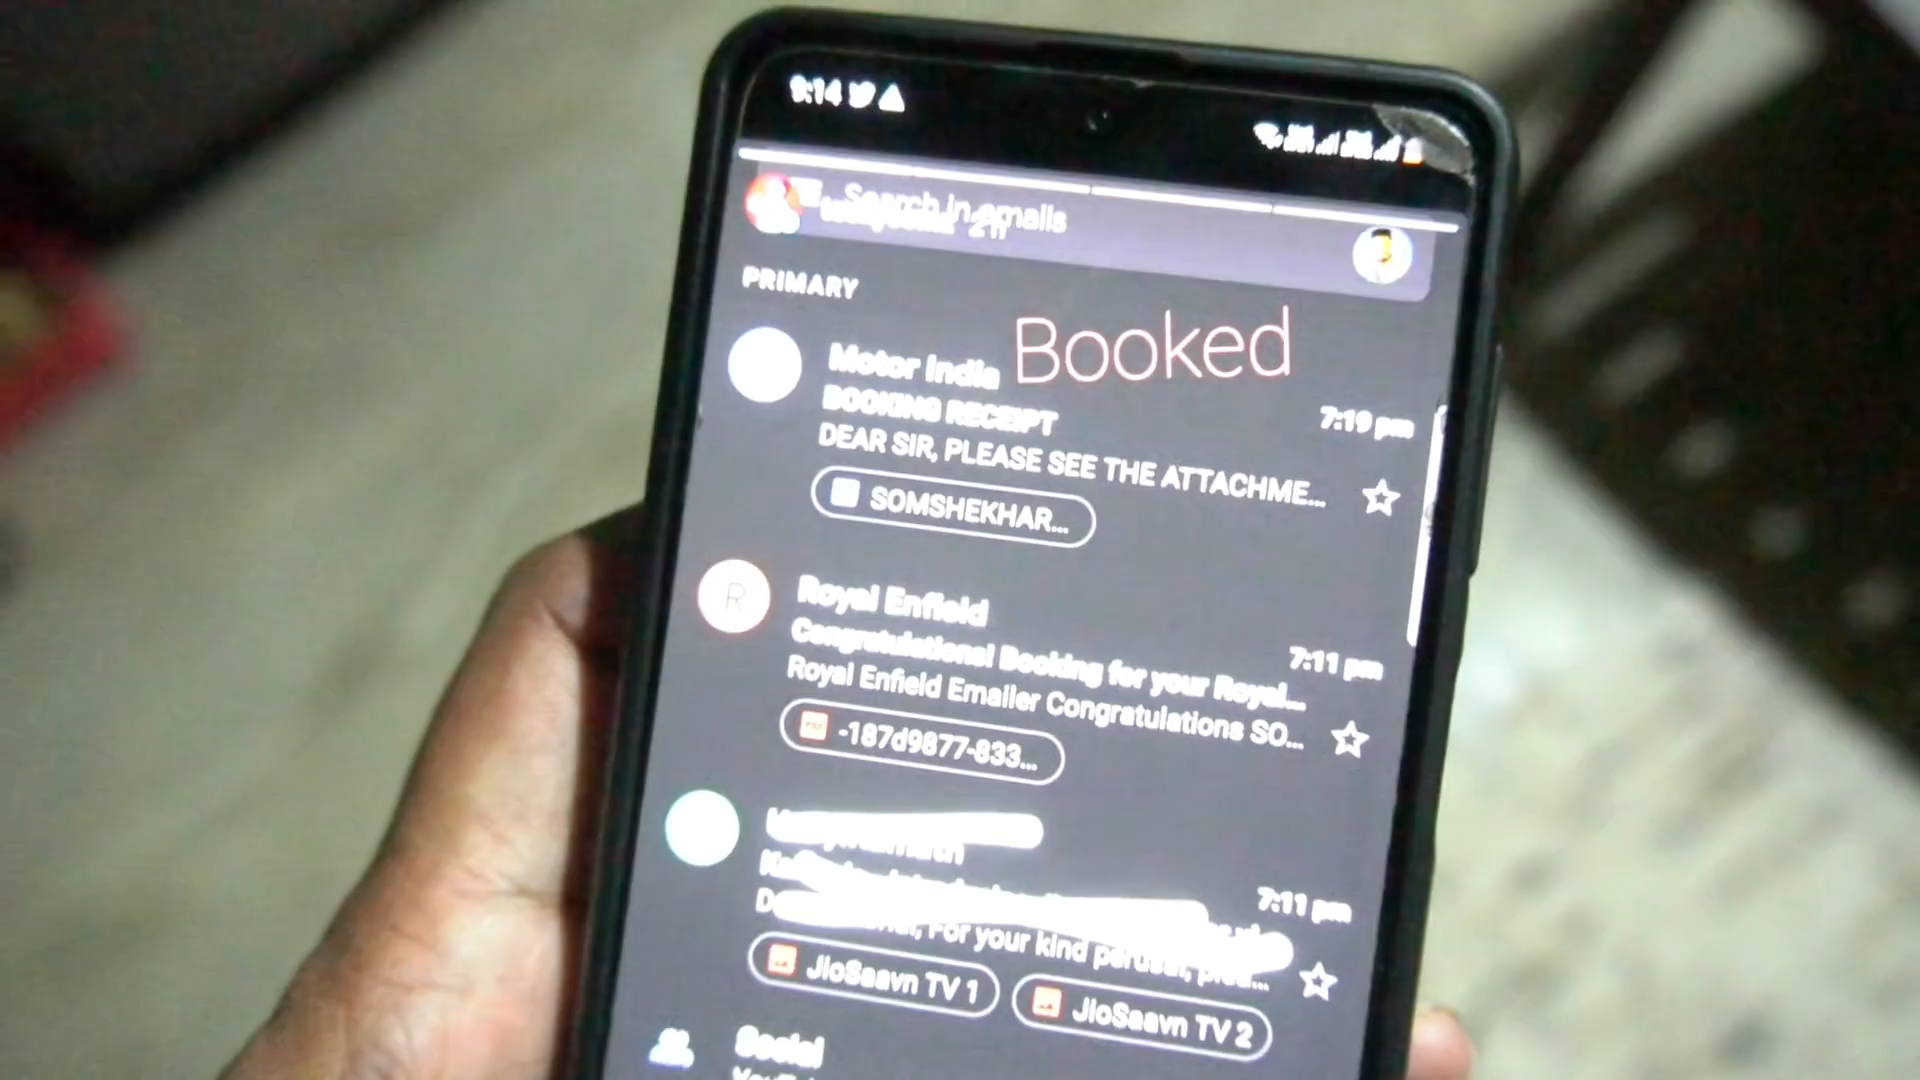 9:14
Search in emails
2h
PRIMARY
Booked
Motor India
BOOKING RECEIPT
7:19 pm
DEAR SIR, PLEASE SEE THE ATTACHME...
SOMSHEKHAR...
R
Royal Enfield
Congratulations! Booking for your Royal...
7:11 pm
Royal Enfield Emailer Congratulations SO...
-187d9877-833...
7:11 pm
For your kind perusal,
JioSaavn TV 1
JioSaavn TV 2
Social